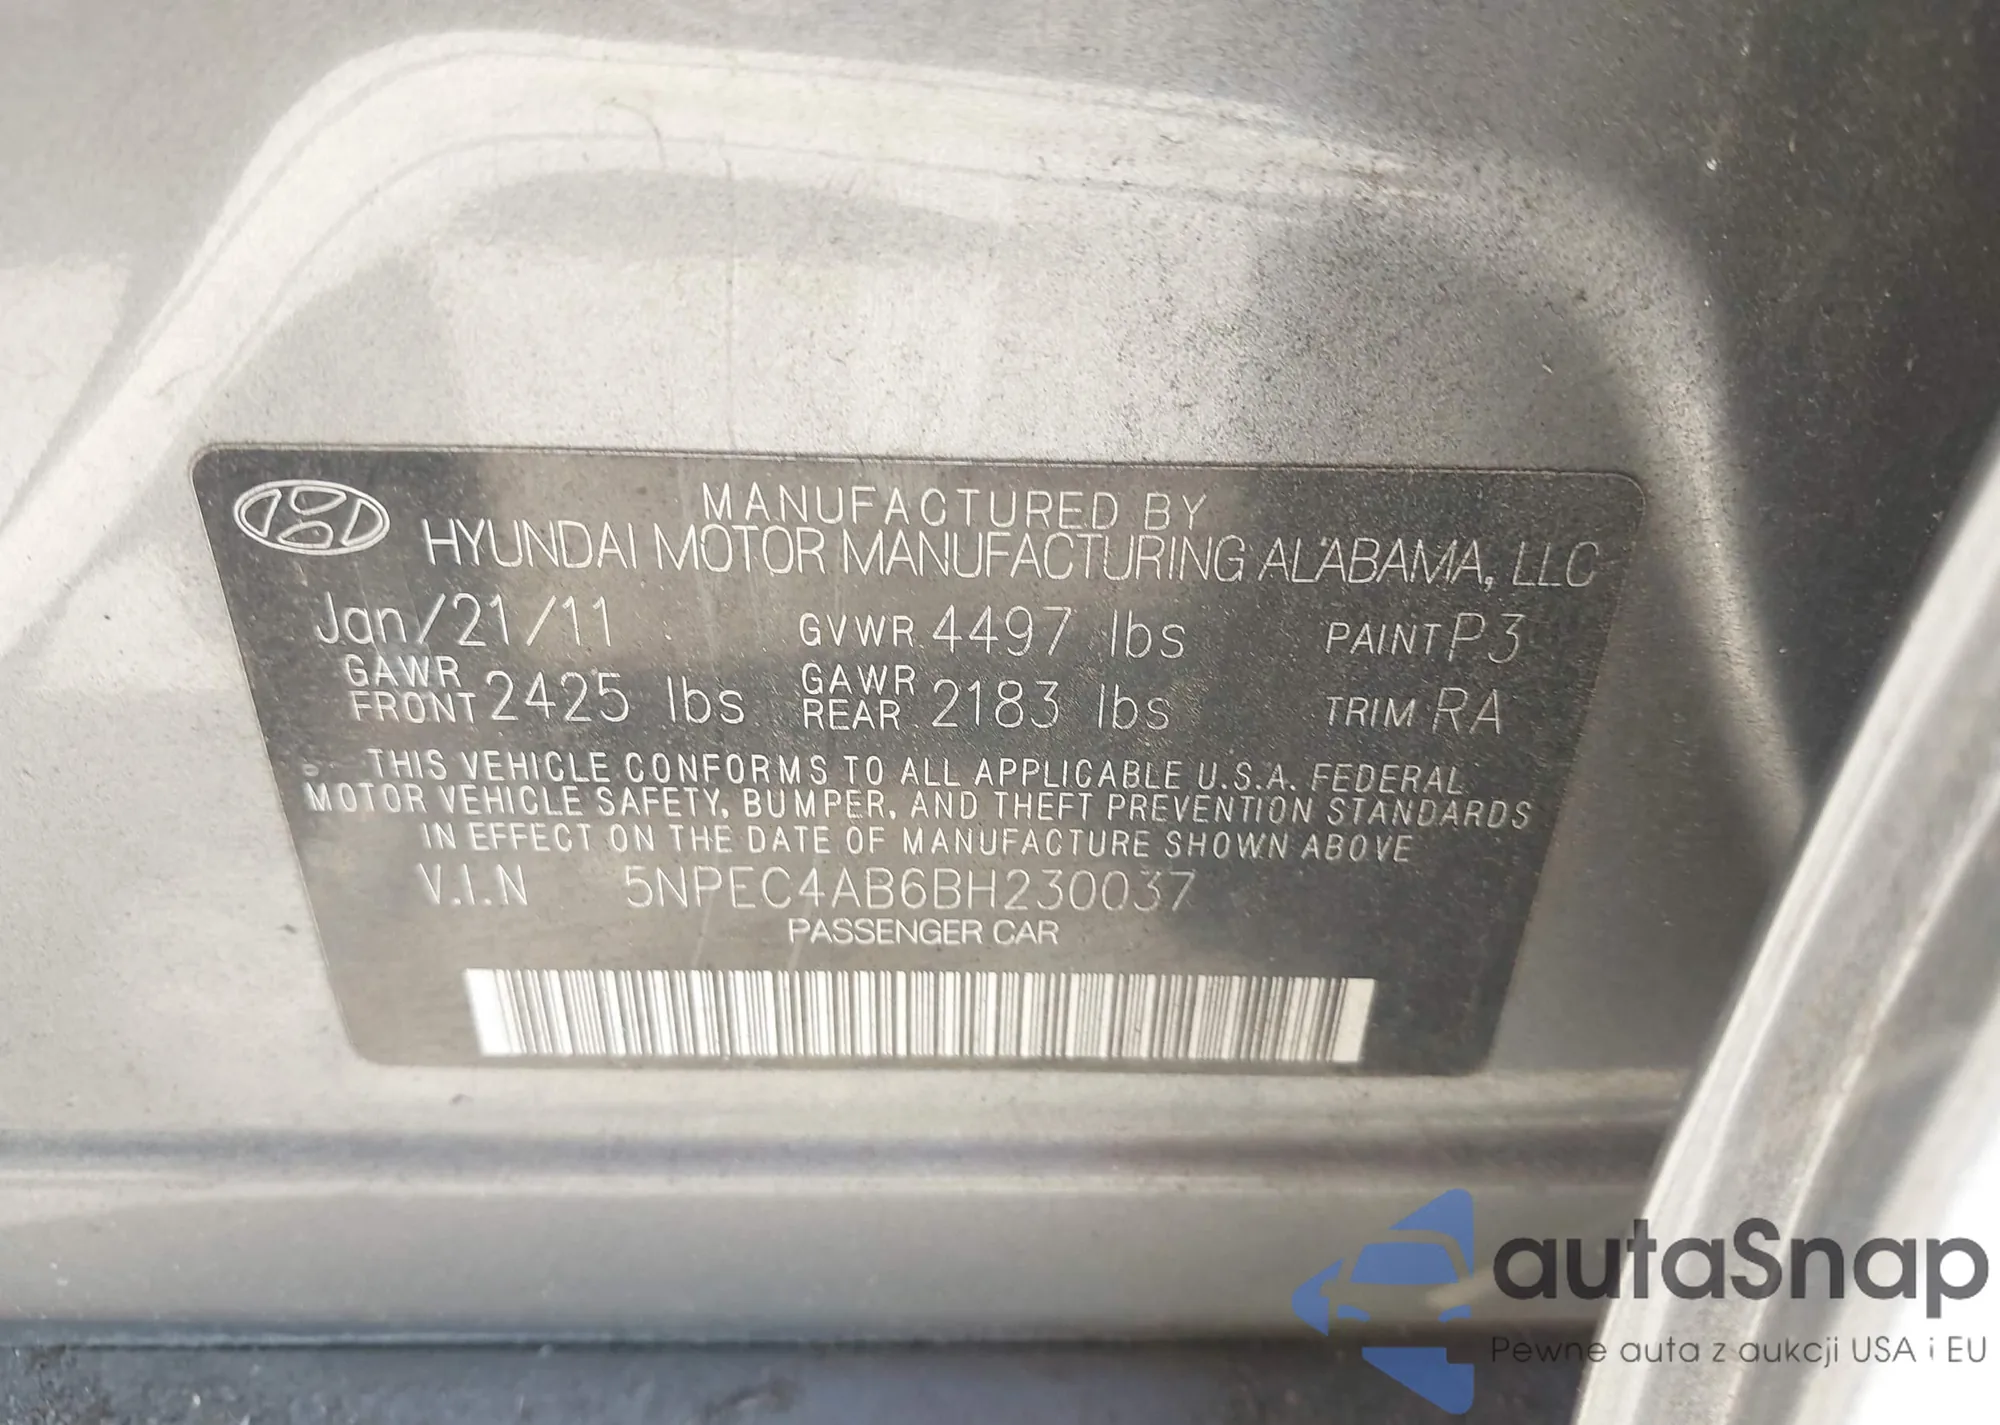 MANUFACTURED BY
HYUNDAI MOTOR MANUFACTURING ALABAMA, LLC
Jan/21/11 GVWR 4497 lbs PAINT P3
GAWR FRONT 2425 lbs GAWR REAR 2183 lbs TRIM RA
THIS VEHICLE CONFORMS TO ALL APPLICABLE U.S.A. FEDERAL
MOTOR VEHICLE SAFETY, BUMPER, AND THEFT PREVENTION STANDARDS
IN EFFECT ON THE DATE OF MANUFACTURE SHOWN ABOVE
V.I.N 5NPEC4AB6BH230037
PASSENGER CAR
autaSnap
Pewne auta z aukcji USA i EU